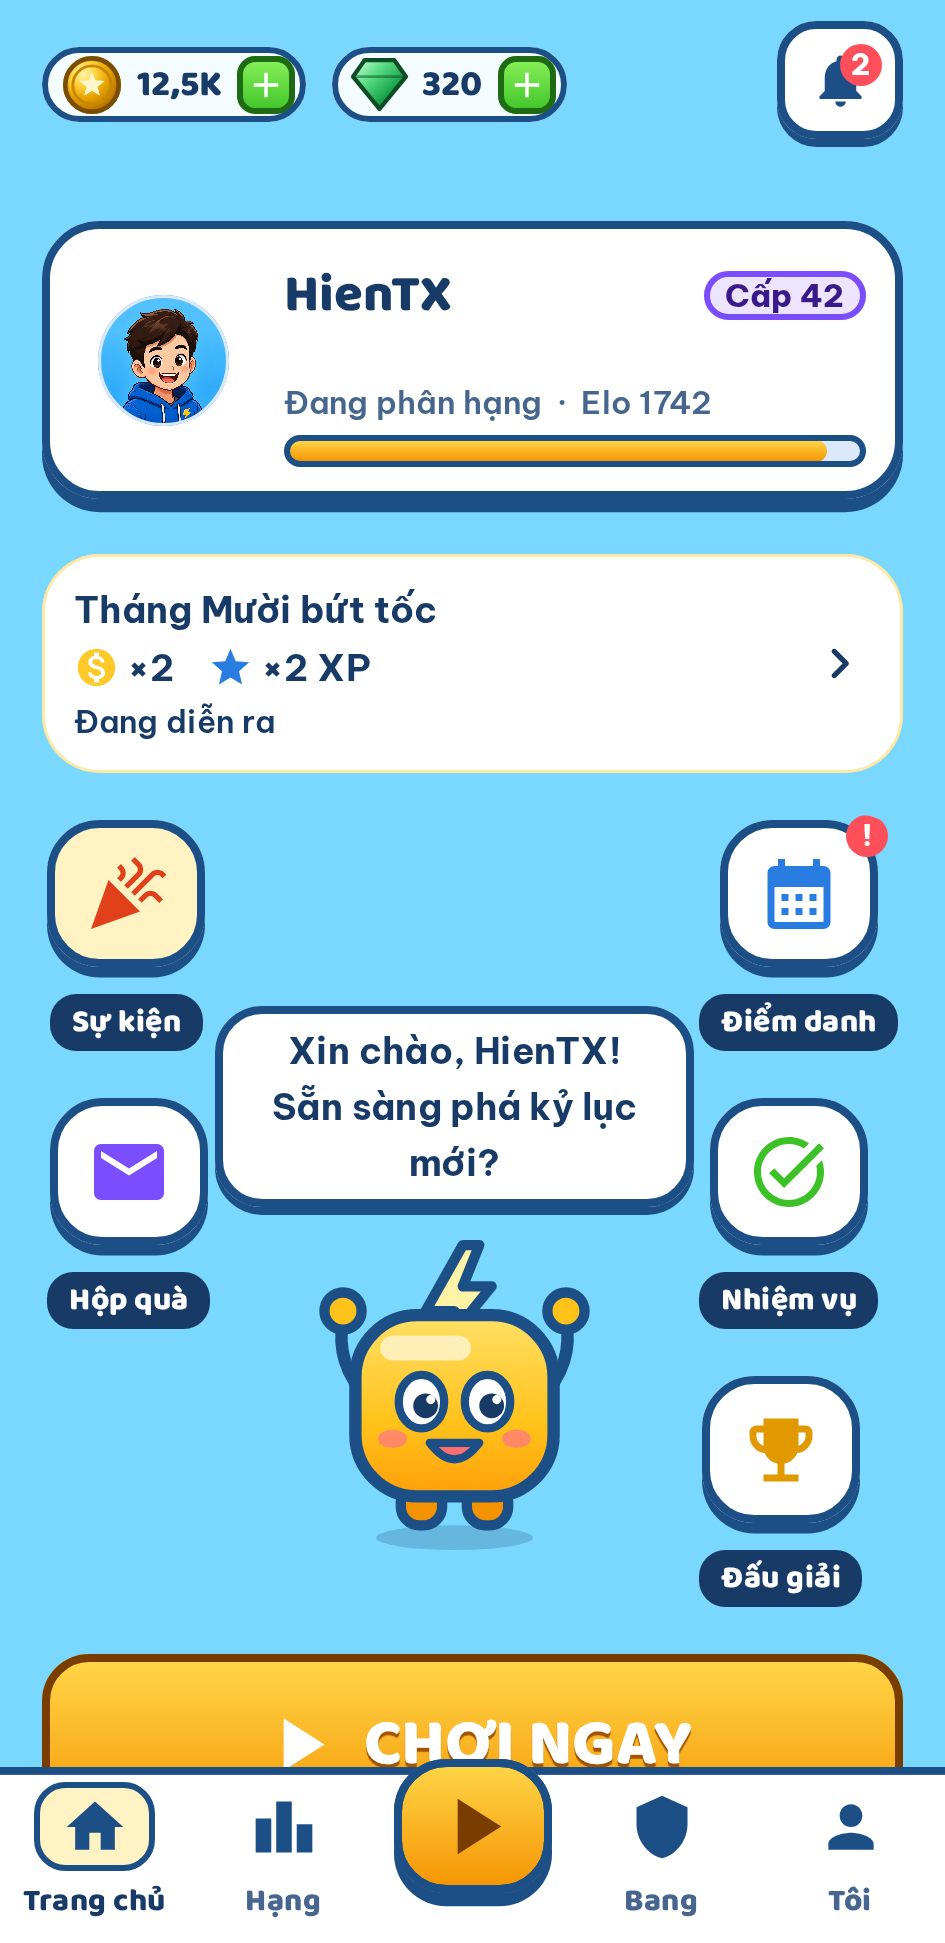 12,5K
320
2
HienTX
Cấp 42
Đang phân hạng · Elo 1742
Tháng Mười bứt tốc
×2 ×2 XP
Đang diễn ra
!
Sự kiện
Điểm danh
Xin chào, HienTX!
Sẵn sàng phá kỷ lục
mới?
Hộp quà
Nhiệm vụ
Đấu giải
CHƠI NGAY
Trang chủ
Hạng
Bang
Tôi